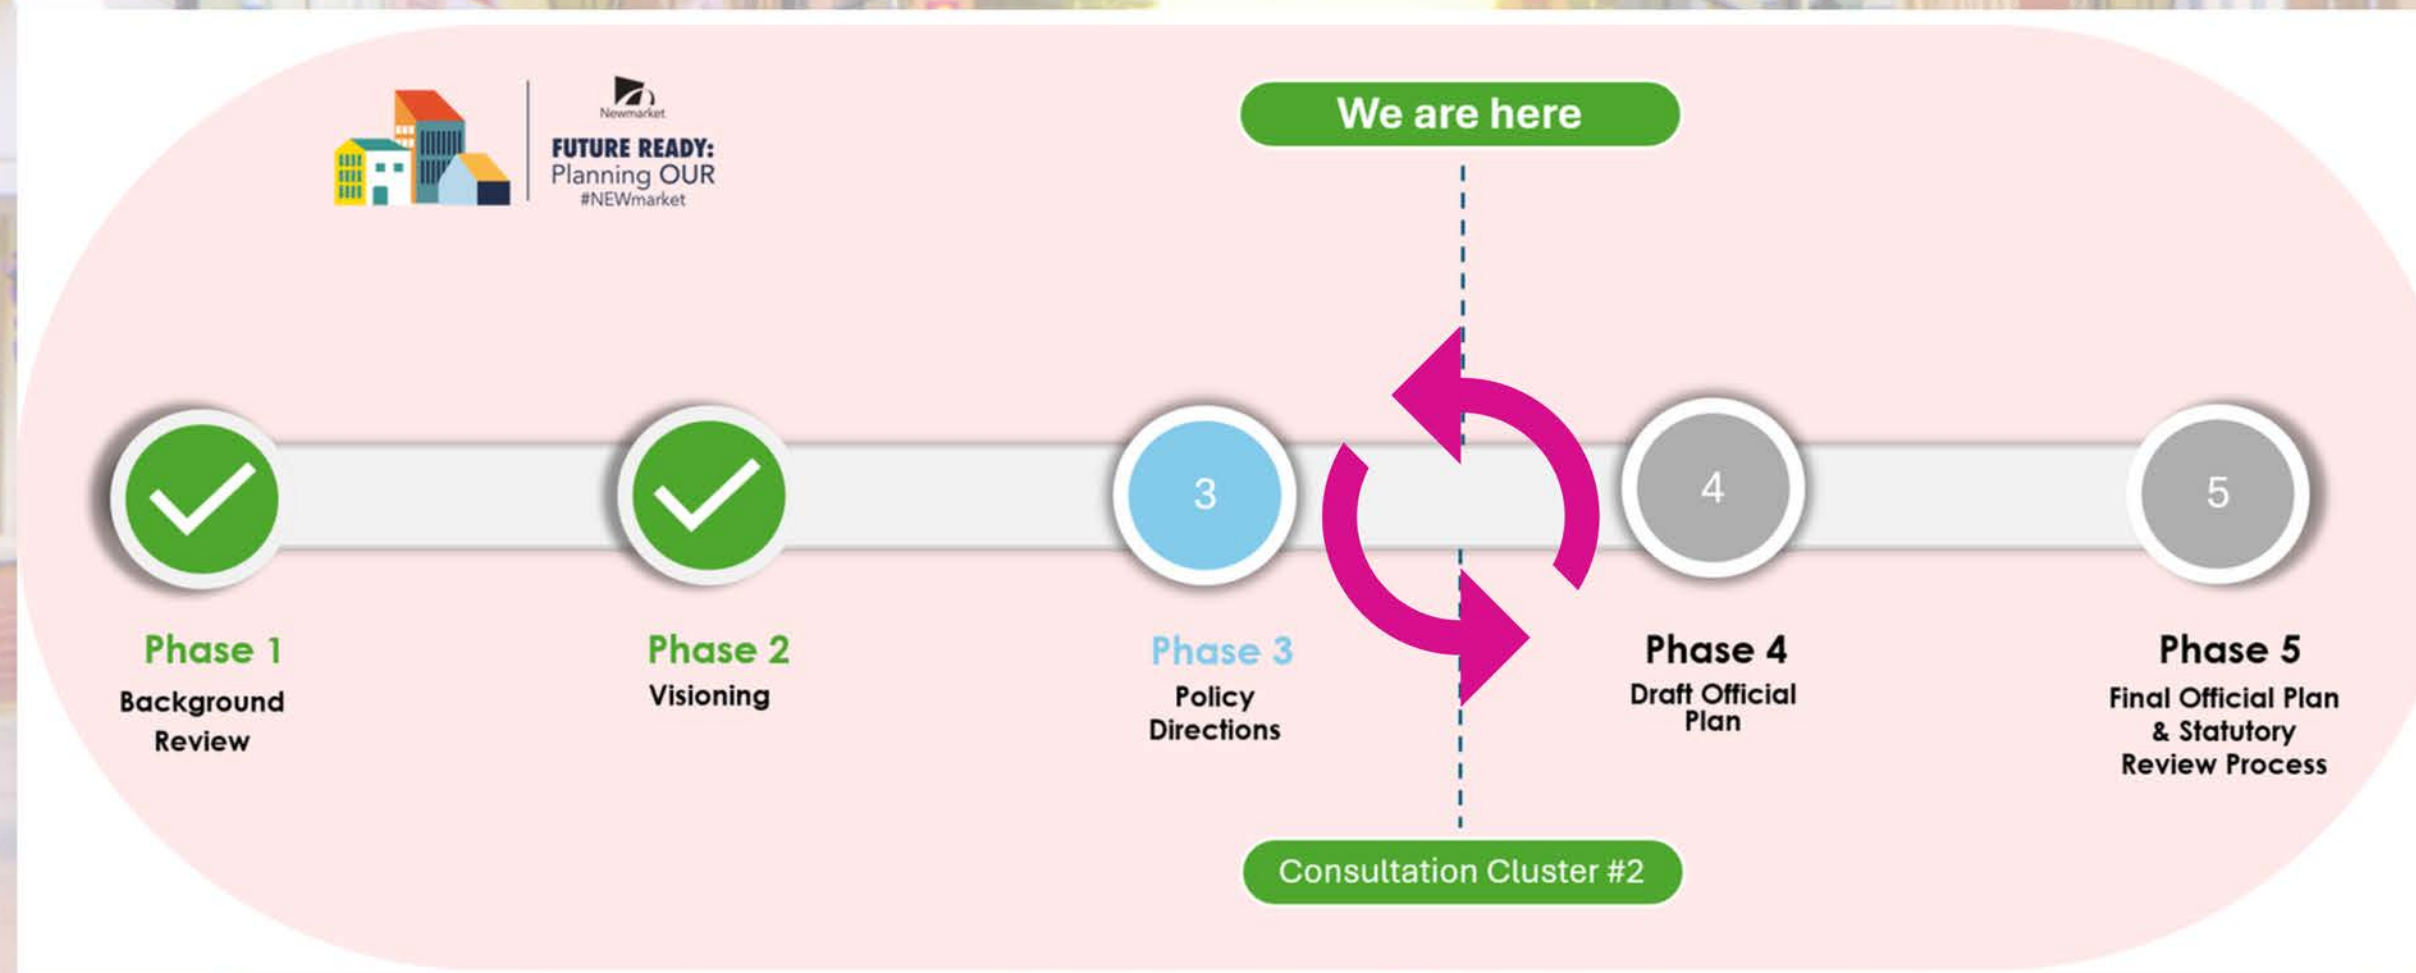 Newmarket
FUTURE READY:
Planning OUR
#NEWmarket
We are here
3
4
5
Phase 1
Background
Review
Phase 2
Visioning
Phase 3
Policy
Directions
Phase 4
Draft Official
Plan
Phase 5
Final Official Plan
& Statutory
Review Process
Consultation Cluster #2